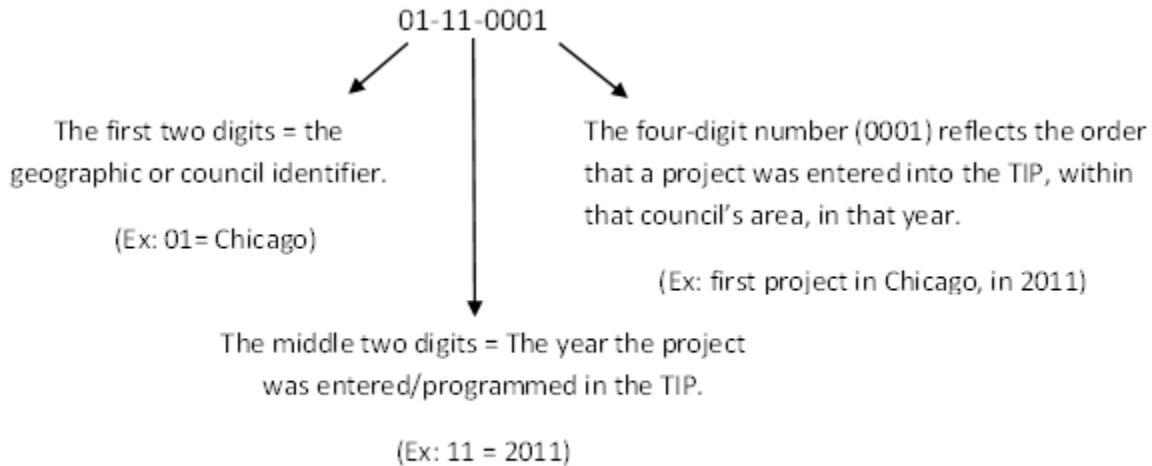 01-11-0001
The first two digits = the
geographic or council identifier.
(Ex: 01= Chicago)
The four-digit number (0001) reflects the order
that a project was entered into the TIP, within
that council’s area, in that year.
(Ex: first project in Chicago, in 2011)
The middle two digits = The year the project
was entered/programmed in the TIP.
(Ex: 11 = 2011)